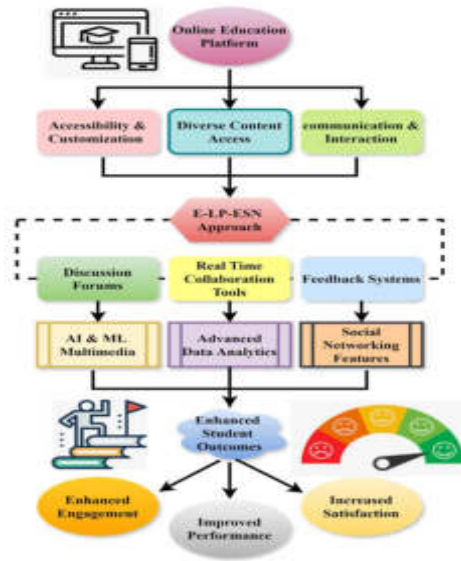 Online Education
Platform
Accessibility &
Customization
Diverse Content
Access
communication &
Interaction
E-LP-ESN
Approach
Discussion
Forums
Real Time
Collaboration
Tools
Feedback Systems
AI & ML
Multimedia
Advanced
Data Analytics
Social
Networking
Features
Enhanced
Student
Outcomes
Enhanced
Engagement
Improved
Performance
Increased
Satisfaction